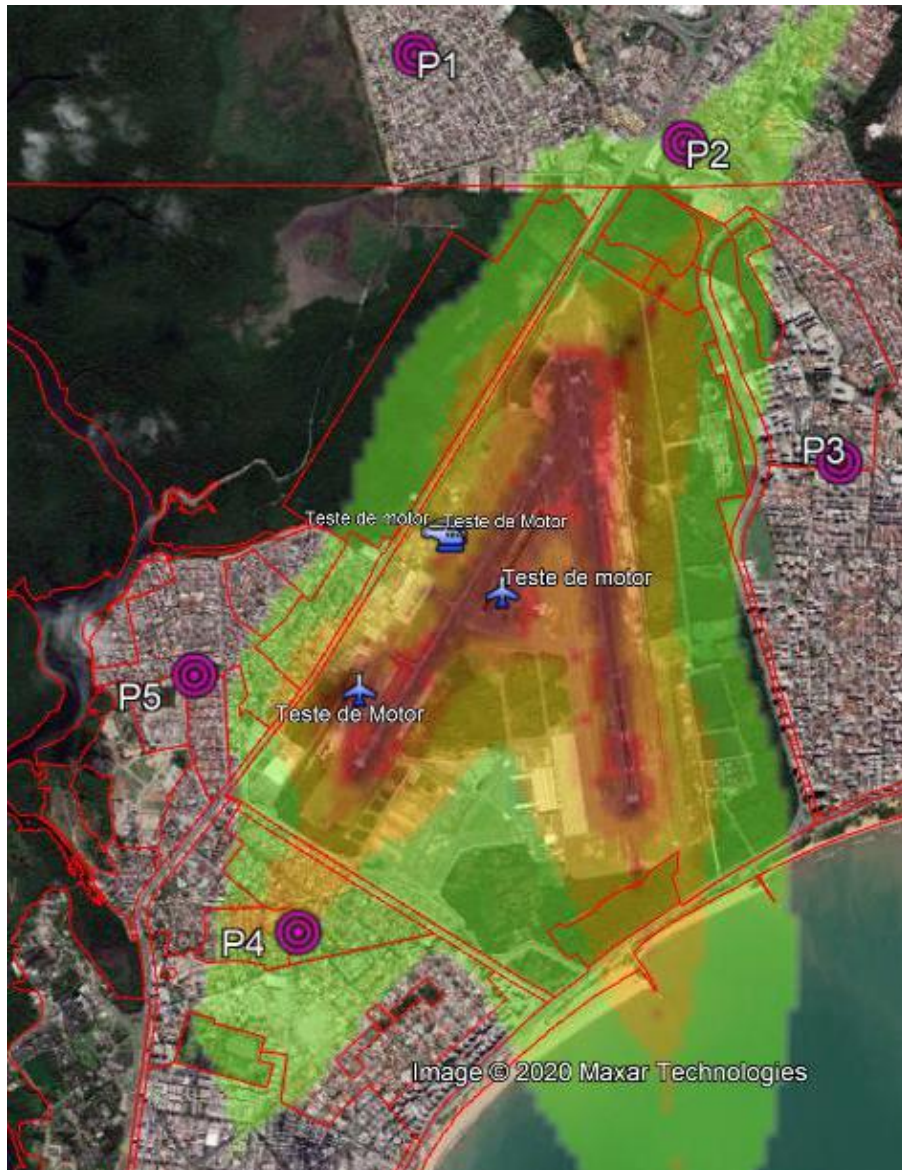 P1
P2
P3
Teste de motor
Teste de Motor
Teste de motor
P5
Teste de Motor
P4
Image © 2020 Maxar Technologies